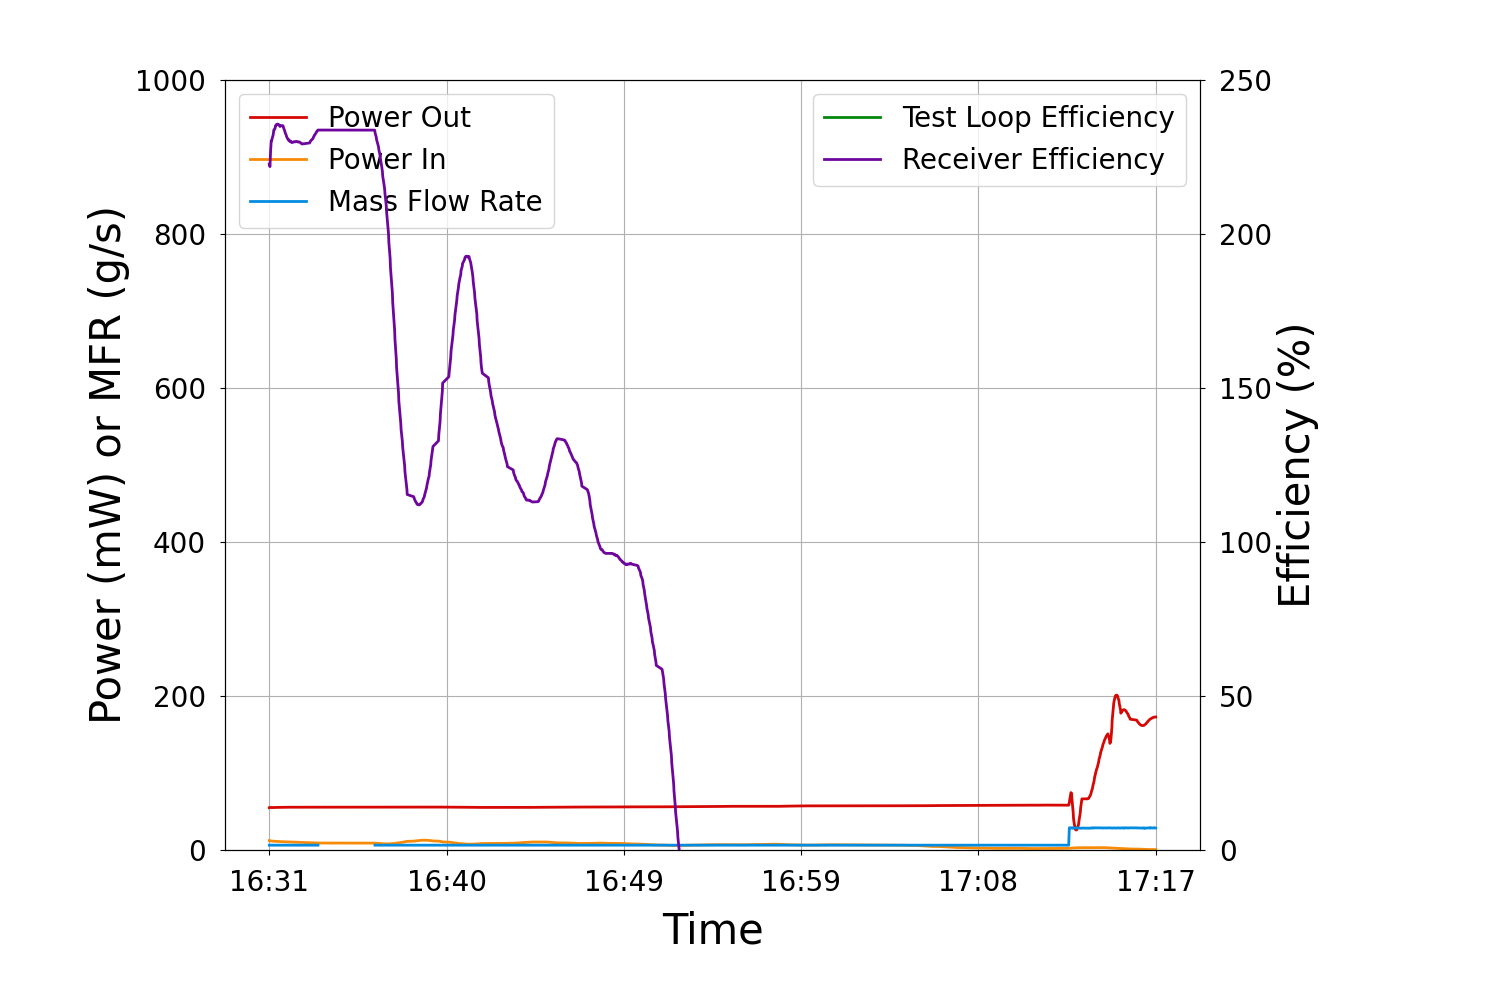 Power Out
Power In
Mass Flow Rate
Test Loop Efficiency
Receiver Efficiency
1000
800
600
400
200
0
Power (mW) or MFR (g/s)
250
200
150
100
50
0
Efficiency (%)
16:31 16:40 16:49 16:59 17:08 17:17
Time